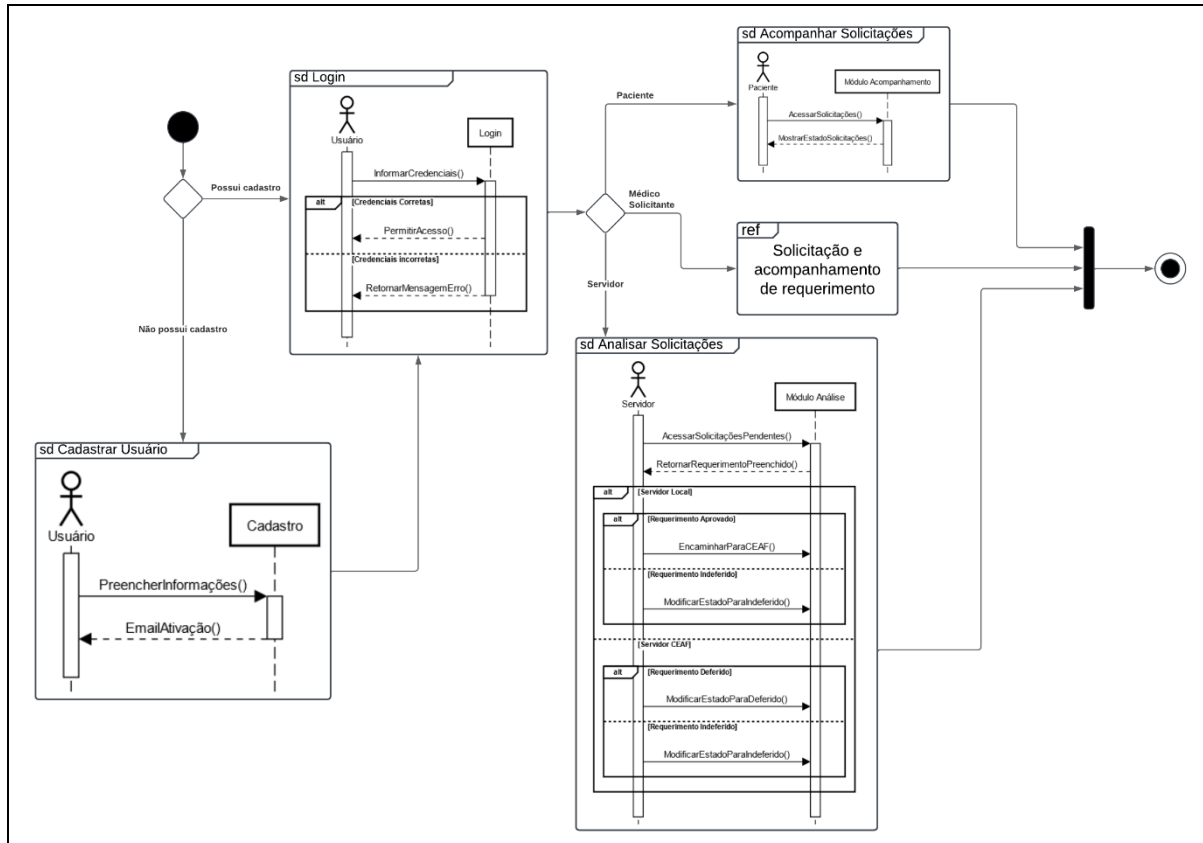 sd Acompanhar Solicitações
Paciente
Módulo Acompanhamento
AcessarSolicitações()
MostrarEstadoSolicitações()
sd Login
Usuário
Login
InformarCredenciais()
alt
[Credenciais Corretas]
PermitirAcesso()
[Credenciais incorretas]
RetornarMensagemErro()
Possui cadastro
Não possui cadastro
Paciente
Médico
Solicitante
Servidor
ref
Solicitação e
acompanhamento
de requerimento
sd Cadastrar Usuário
Usuário
Cadastro
PreencherInformações()
EmailAtivação()
sd Analisar Solicitações
Servidor
Módulo Análise
AcessarSolicitaçõesPendentes()
RetornarRequerimentoPreenchido()
alt
[Servidor Local]
alt
[Requerimento Aprovado]
EncaminharParaCEAF()
[Requerimento Indeferido]
ModificarEstadoParaIndeferido()
[Servidor CEAF]
alt
[Requerimento Deferido]
ModificarEstadoParaDeferido()
[Requerimento Indeferido]
ModificarEstadoParaIndeferido()